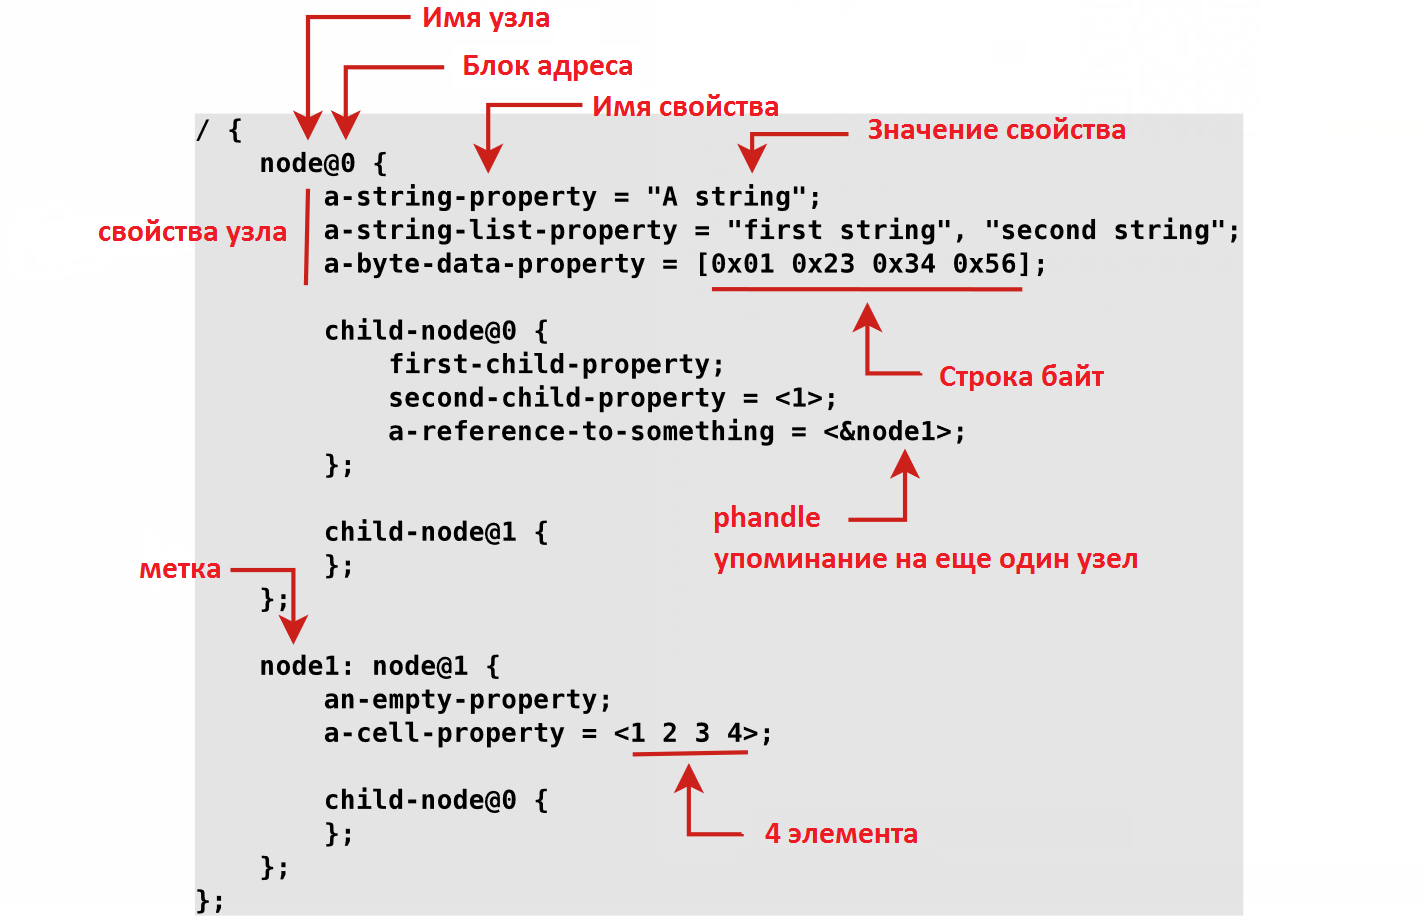 Имя узла
Блок адреса
Имя свойства
Значение свойства
/ {
node@0 {
a-string-property = "A string";
свойства узла
a-string-list-property = "first string", "second string";
a-byte-data-property = [0x01 0x23 0x34 0x56];
child-node@0 {
first-child-property;
Строка байт
second-child-property = <1>;
a-reference-to-something = <&node1>;
};
phandle
упоминание на еще один узел
child-node@1 {
метка
};
};
node1: node@1 {
an-empty-property;
a-cell-property = <1 2 3 4>;
child-node@0 {
};
4 элемента
};
};